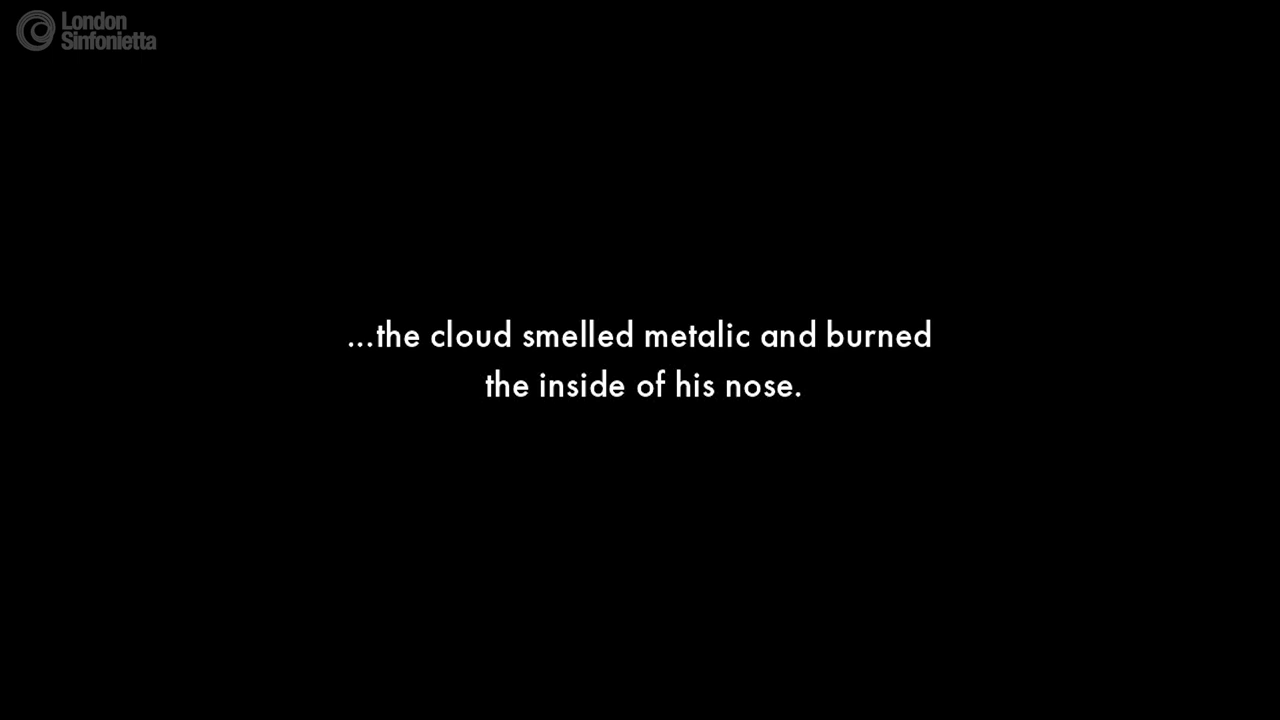 London
Sinfonietta
...the cloud smelled metalic and burned
the inside of his nose.